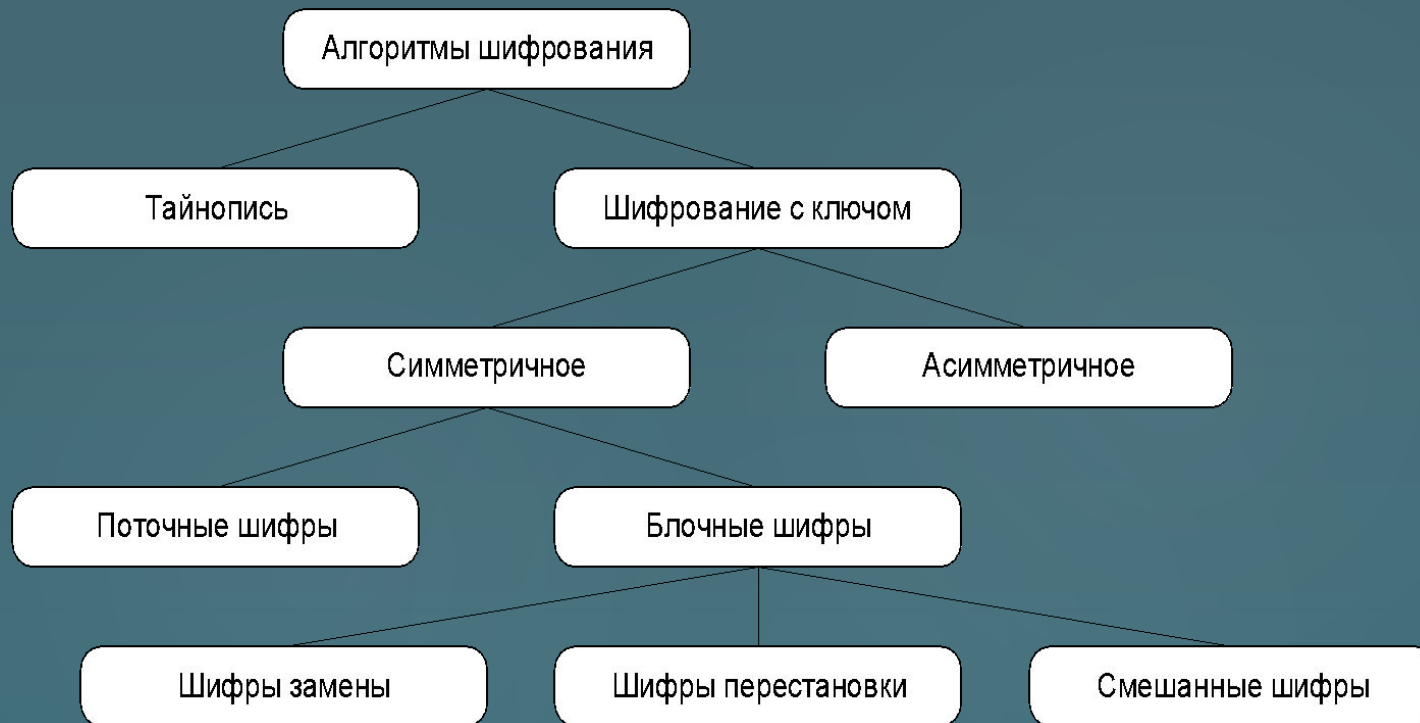 Алгоритмы шифрования
Тайнопись
Шифрование с ключом
Симметричное
Асимметричное
Поточные шифры
Блочные шифры
Шифры замены
Шифры перестановки
Смешанные шифры